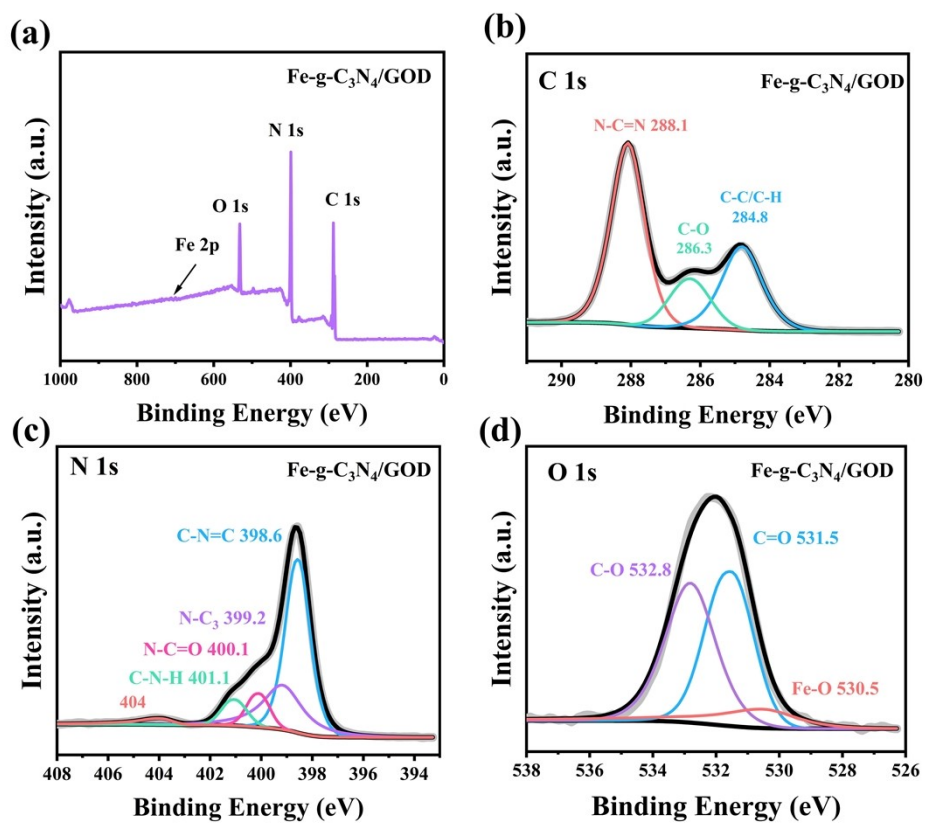 (a)
Fe-g-C₃N₄/GOD
N 1s
O 1s
C 1s
Fe 2p
Intensity (a.u.)
1000 800 600 400 200 0
Binding Energy (eV)
(b)
C 1s
Fe-g-C₃N₄/GOD
N-C=N 288.1
C-C/C-H
284.8
C-O
286.3
Intensity (a.u.)
290 288 286 284 282 280
Binding Energy (eV)
(c)
N 1s
Fe-g-C₃N₄/GOD
C-N=C 398.6
N-C₃ 399.2
N-C=O 400.1
C-N-H 401.1
404
Intensity (a.u.)
408 406 404 402 400 398 396 394
Binding Energy (eV)
(d)
O 1s
Fe-g-C₃N₄/GOD
C=O 531.5
C-O 532.8
Fe-O 530.5
Intensity (a.u.)
538 536 534 532 530 528 526
Binding Energy (eV)